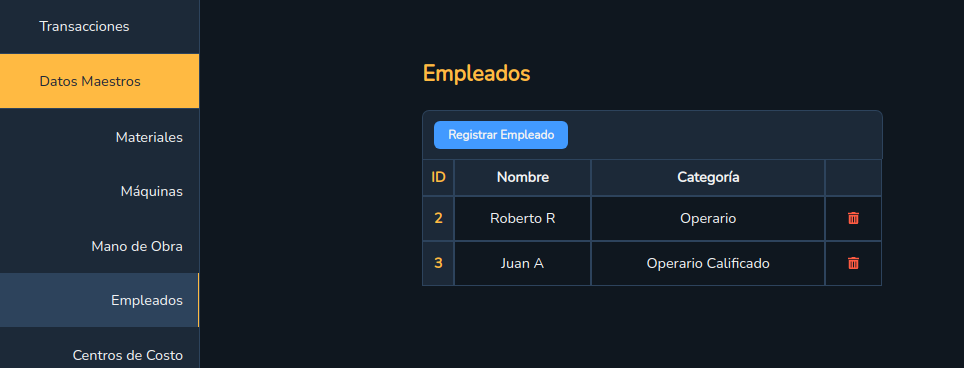 Transacciones
Datos Maestros
Materiales
Máquinas
Mano de Obra
Empleados
Centros de Costo
Empleados
Registrar Empleado
ID Nombre Categoría
2 Roberto R Operario
3 Juan A Operario Calificado